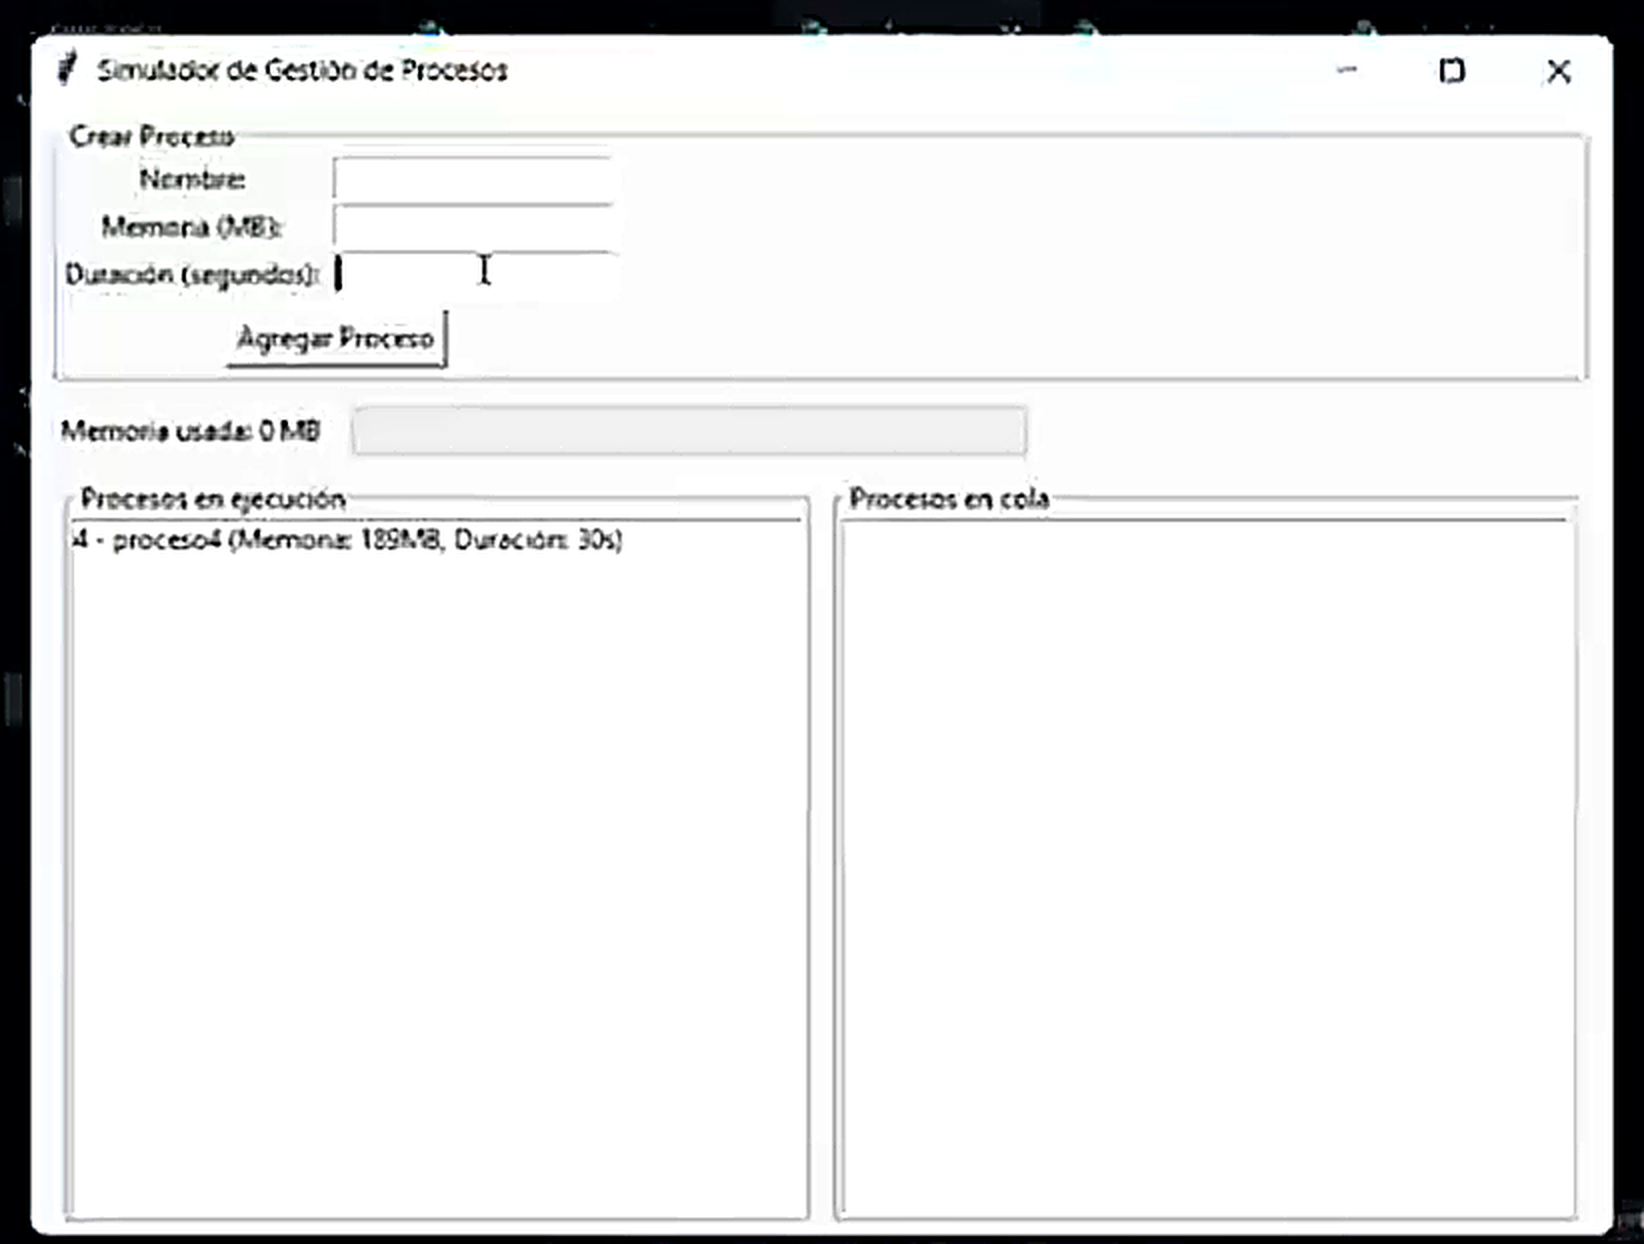 Simulador de Gestión de Procesos
Crear Proceso
Nombre:
Memoria (MB):
Duración (segundos):
Agregar Proceso
Memoria usada: 0 MB
Procesos en ejecución
4 - proceso4 (Memoria: 189MB, Duración: 30s)
Procesos en cola